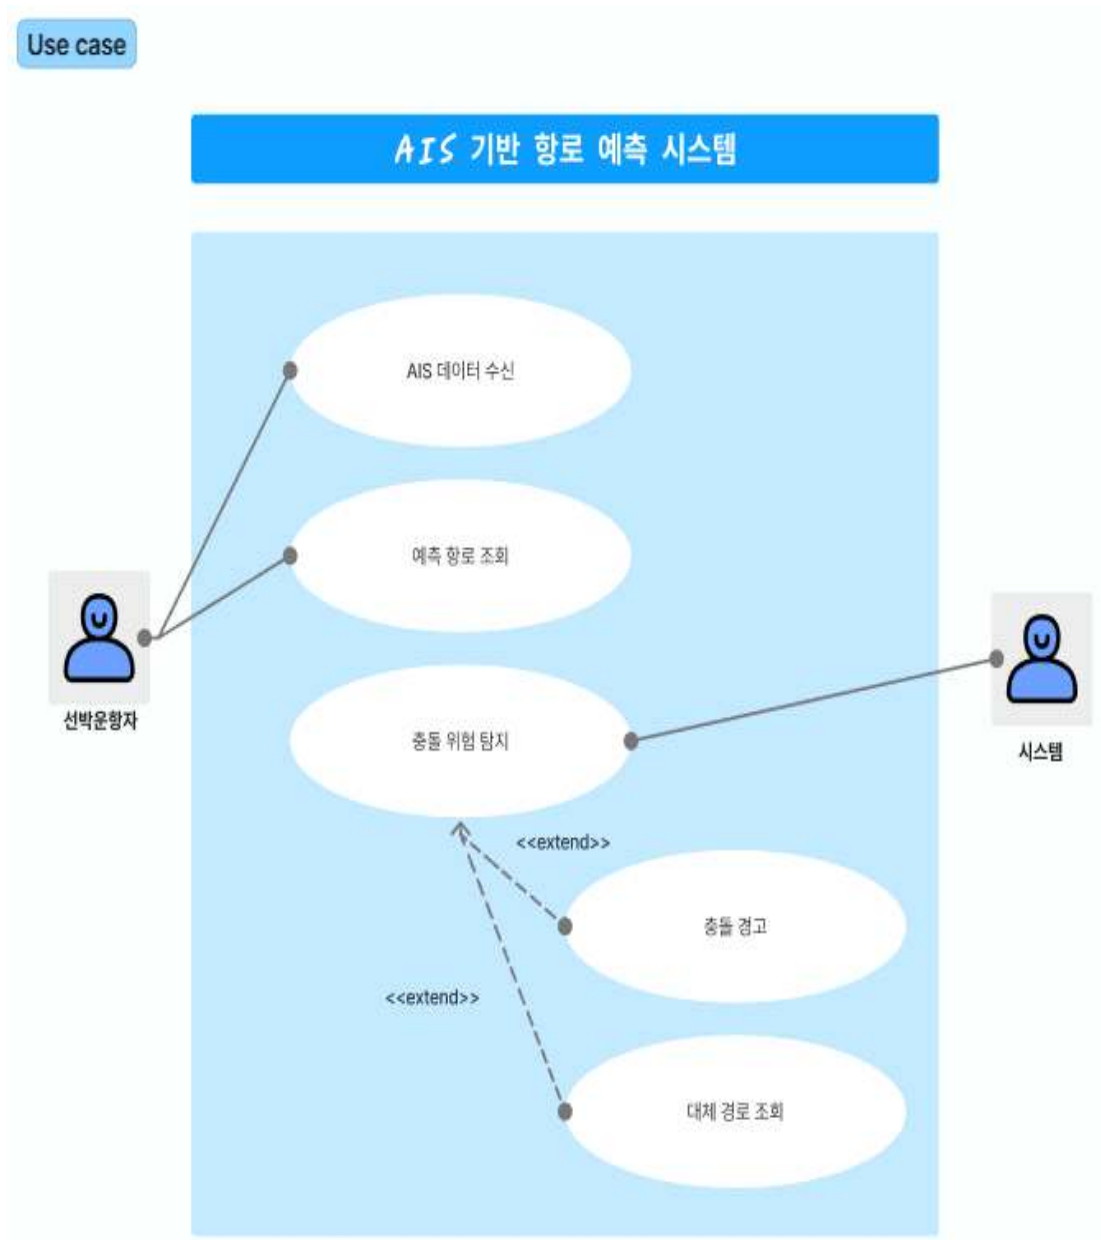 Use case
AIS 기반 항로 예측 시스템
AIS 데이터 수신
예측 항로 조회
선박운항자
충돌 위험 탐지
시스템
<<extend>>
충돌 경고
<<extend>>
대체 경로 조회